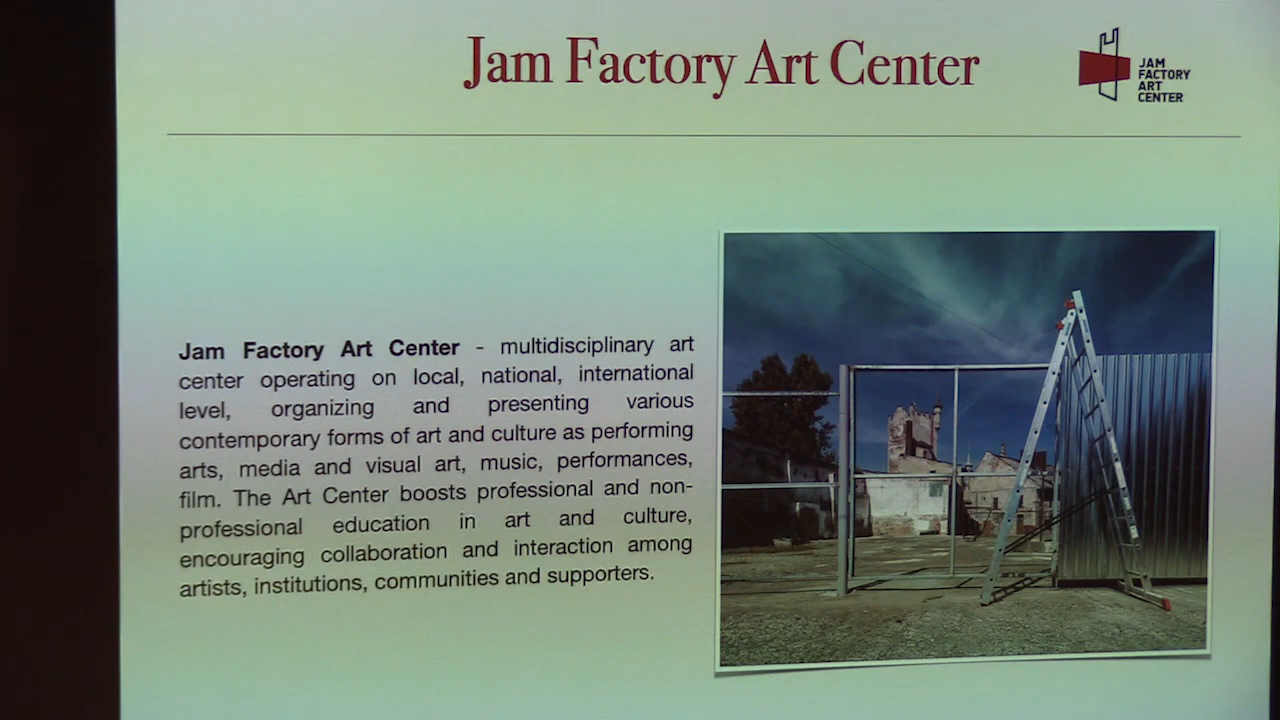 Jam Factory Art Center
JAM
FACTORY
ART
CENTER
Jam Factory Art Center - multidisciplinary art
center operating on local, national, international
level, organizing and presenting various
contemporary forms of art and culture as performing
arts, media and visual art, music, performances,
film. The Art Center boosts professional and non-
professional education in art and culture,
encouraging collaboration and interaction among
artists, institutions, communities and supporters.